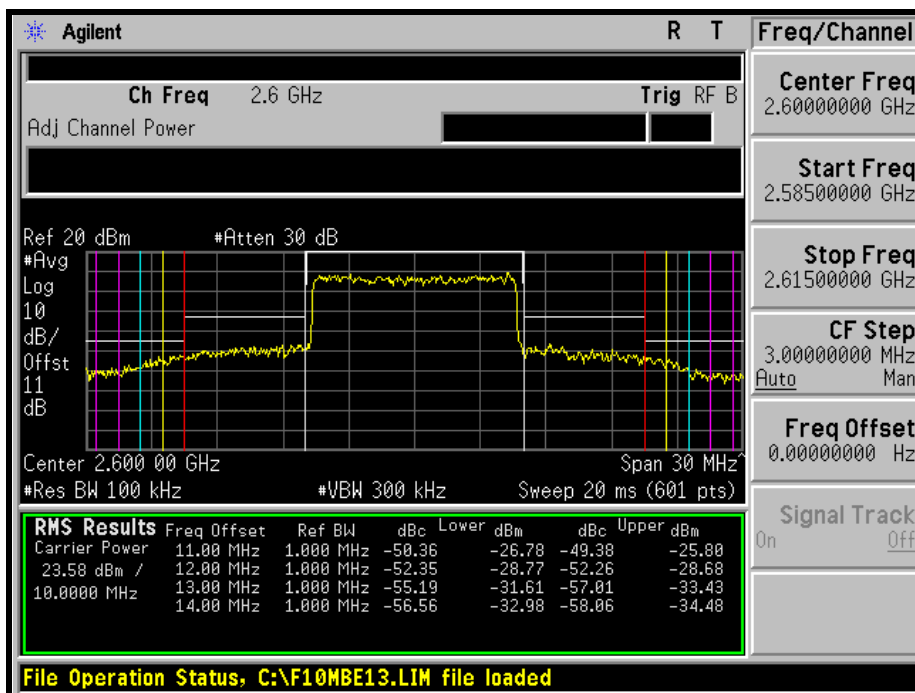 Agilent R T Freq/Channel
Ch Freq 2.6 GHz Trig RF B
Adj Channel Power
Center Freq
2.60000000 GHz
Start Freq
2.58500000 GHz
Stop Freq
2.61500000 GHz
CF Step
3.00000000 MHz
Auto Man
Freq Offset
0.00000000 Hz
Signal Track
On Off
Ref 20 dBm #Atten 30 dB
#Avg
Log
10
dB/
Offst
11
dB
Center 2.600 00 GHz Span 30 MHz^
#Res BW 100 kHz #VBW 300 kHz Sweep 20 ms (601 pts)
RMS Results Freq Offset Ref BW dBc Lower dBm dBc Upper dBm
Carrier Power 11.00 MHz 1.000 MHz -50.36 -26.78 -49.38 -25.80
23.58 dBm / 12.00 MHz 1.000 MHz -52.35 -28.77 -52.26 -28.68
10.0000 MHz 13.00 MHz 1.000 MHz -55.19 -31.61 -57.01 -33.43
14.00 MHz 1.000 MHz -56.56 -32.98 -58.06 -34.48
File Operation Status, C:\F10MBE13.LIM file loaded